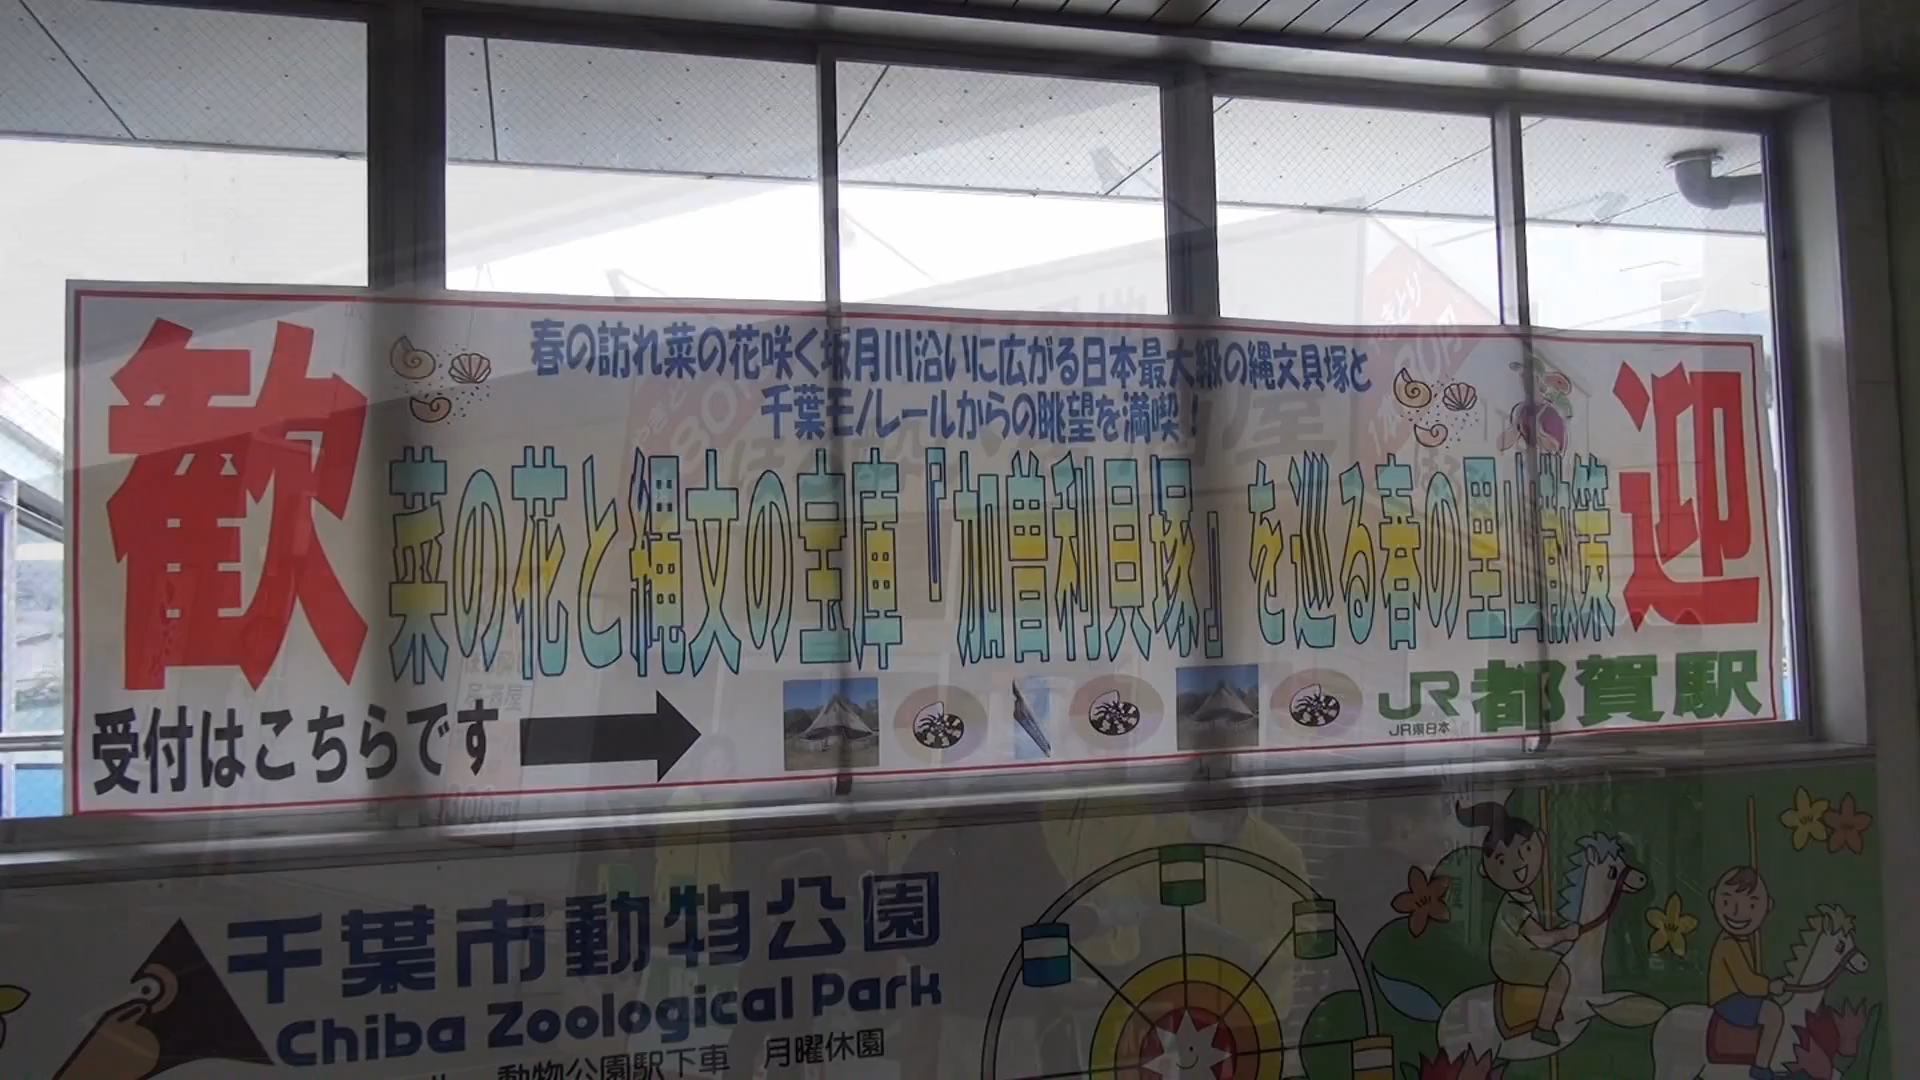 歓迎
春の訪れ菜の花咲く坂月川沿いに広がる日本最大級の縄文貝塚と
千葉モノレールからの眺望を満喫！
菜の花と縄文の宝庫『加曽利貝塚』を巡る春の里山散策
受付はこちらです
JR 都賀駅
JR東日本
千葉市動物公園
Chiba Zoological Park
動物公園駅下車 月曜休園